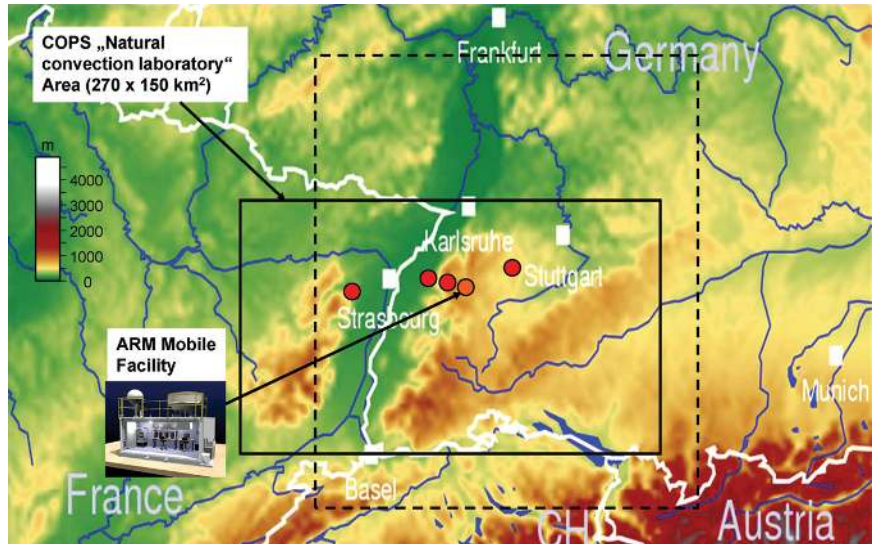 COPS „Natural
convection laboratory“
Area (270 x 150 km²)
Frankfurt
Germany
m
4000
3000
2000
1000
0
Karlsruhe
Stuttgart
Strasbourg
ARM Mobile
Facility
Munich
Basel
France
CH
Austria